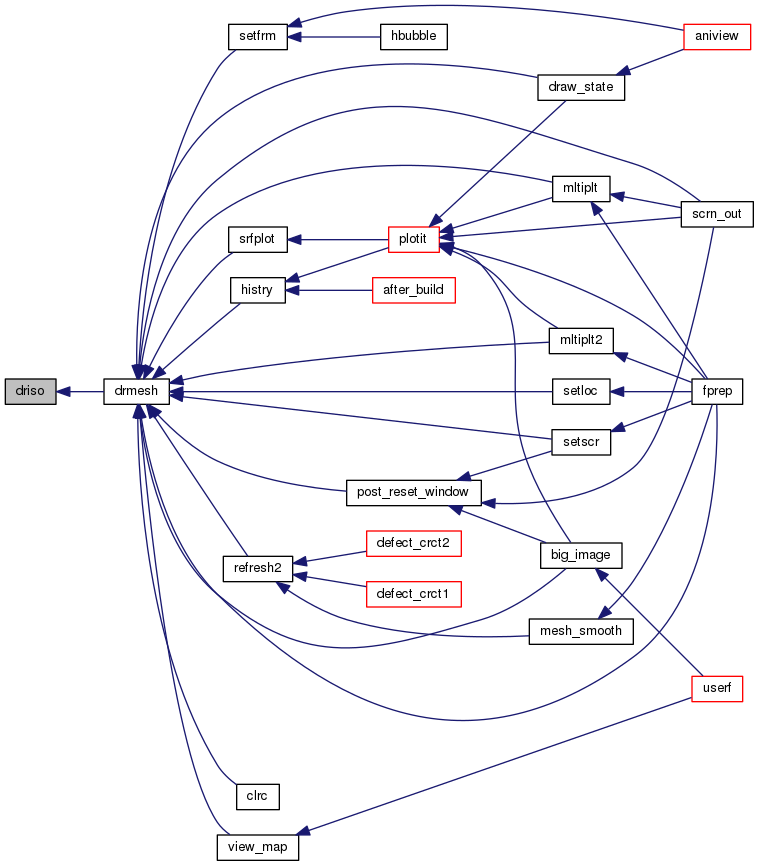 setfrm
hbubble
aniview
draw_state
mltiplt
scrn_out
srfplot
plotit
histry
after_build
mltiplt2
driso
drmesh
setloc
fprep
setscr
post_reset_window
defect_crct2
big_image
refresh2
defect_crct1
mesh_smooth
userf
clrc
view_map